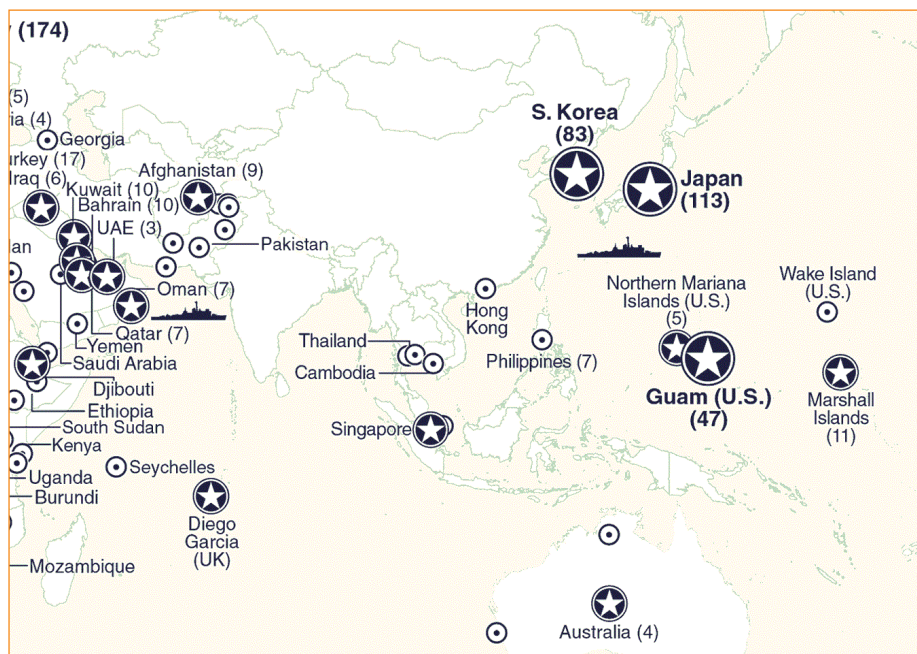 (174)
(5)
ria (4)
Georgia
urkey (17)
Iraq (6)
Kuwait (10)
Bahrain (10)
UAE (3)
Afghanistan (9)
Pakistan
S. Korea
(83)
Japan
(113)
dan
Oman (7)
Qatar (7)
Yemen
Saudi Arabia
Djibouti
Ethiopia
South Sudan
Kenya
Uganda
Burundi
Seychelles
Diego
Garcia
(UK)
Mozambique
Hong
Kong
Thailand
Cambodia
Philippines (7)
Singapore
Northern Mariana
Islands (U.S.)
(5)
Guam (U.S.)
(47)
Wake Island
(U.S.)
Marshall
Islands
(11)
Australia (4)